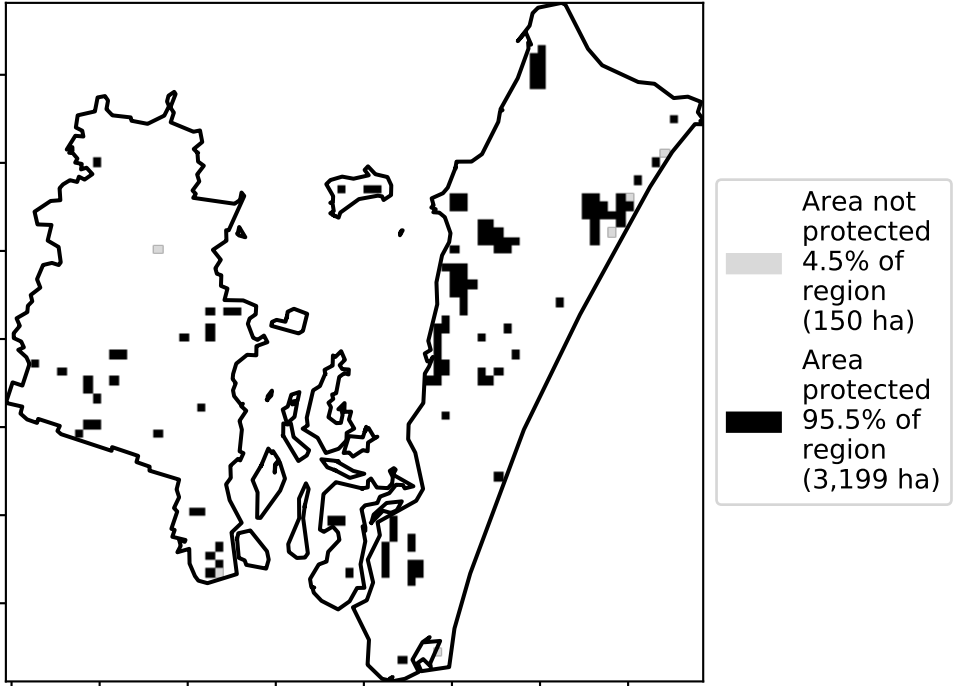 Area not
protected
4.5% of
region
(150 ha)
Area
protected
95.5% of
region
(3,199 ha)